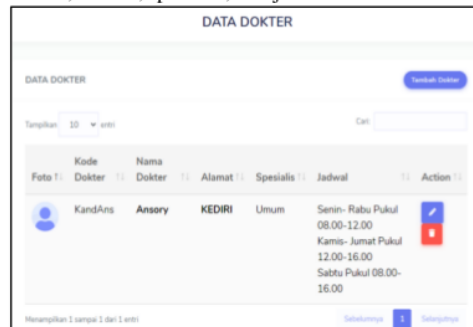 DATA DOKTER
DATA DOKTER
Tambah Dokter
Tampilkan 10 entri
Cari:
Foto Kode Dokter Nama Dokter Alamat Spesialis Jadwal Action
KandAns Ansory KEDIRI Umum Senin- Rabu Pukul
08.00-12.00
Kamis- Jumat Pukul
12.00-16.00
Sabtu Pukul 08.00-
16.00
Menampilkan 1 sampai 1 dari 1 entri
Sebelumnya 1 Selanjutnya